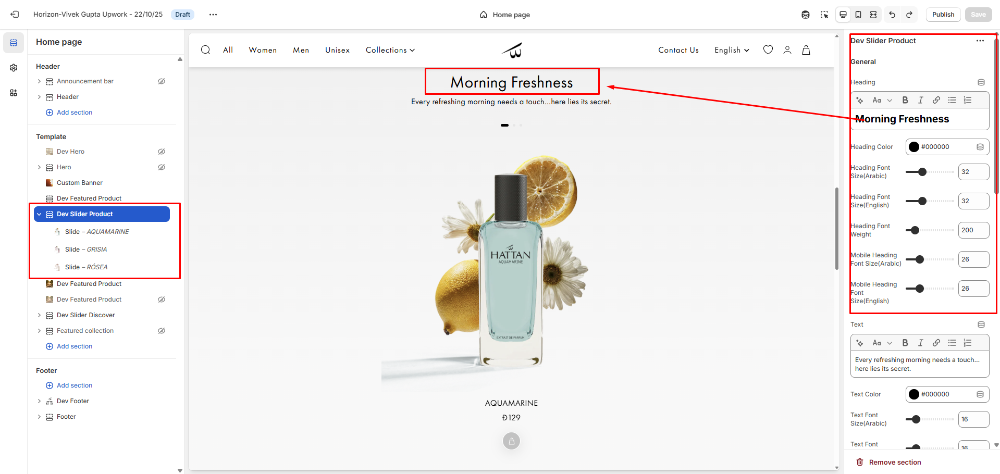 Horizon-Vivek Gupta Upwork - 22/10/25 Draft
Home page
Publish
Save
Home page
Header
Announcement bar
Header
Add section
Template
Dev Hero
Hero
Custom Banner
Dev Featured Product
Dev Slider Product
Slide – AQUAMARINE
Slide – GRISIA
Slide – RÓSEA
Dev Featured Product
Dev Featured Product
Dev Slider Discover
Featured collection
Add section
Footer
Add section
Dev Footer
Footer
All Women Men Unisex Collections
Contact Us English
Morning Freshness
Every refreshing morning needs a touch...here lies its secret.
HATTAN
AQUAMARINE
EXTRAIT DE PARFUM
AQUAMARINE
Đ129
Dev Slider Product
General
Heading
Aa B I
Morning Freshness
Heading Color #000000
Heading Font
Size(Arabic) 32
Heading Font
Size(English) 32
Heading Font
Weight 200
Mobile Heading
Font Size(Arabic) 26
Mobile Heading
Font
Size(English) 26
Text
Aa B I
Every refreshing morning needs a touch...
here lies its secret.
Text Color #000000
Text Font
Size(Arabic) 16
Text Font 16
Remove section